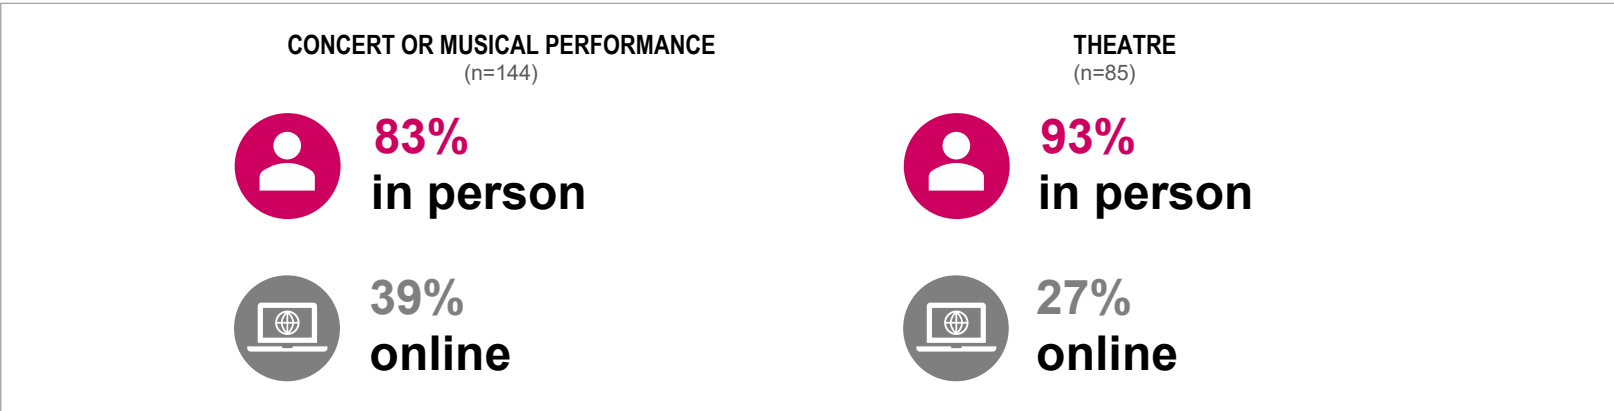 CONCERT OR MUSICAL PERFORMANCE
(n=144)
83%
in person
39%
online
THEATRE
(n=85)
93%
in person
27%
online